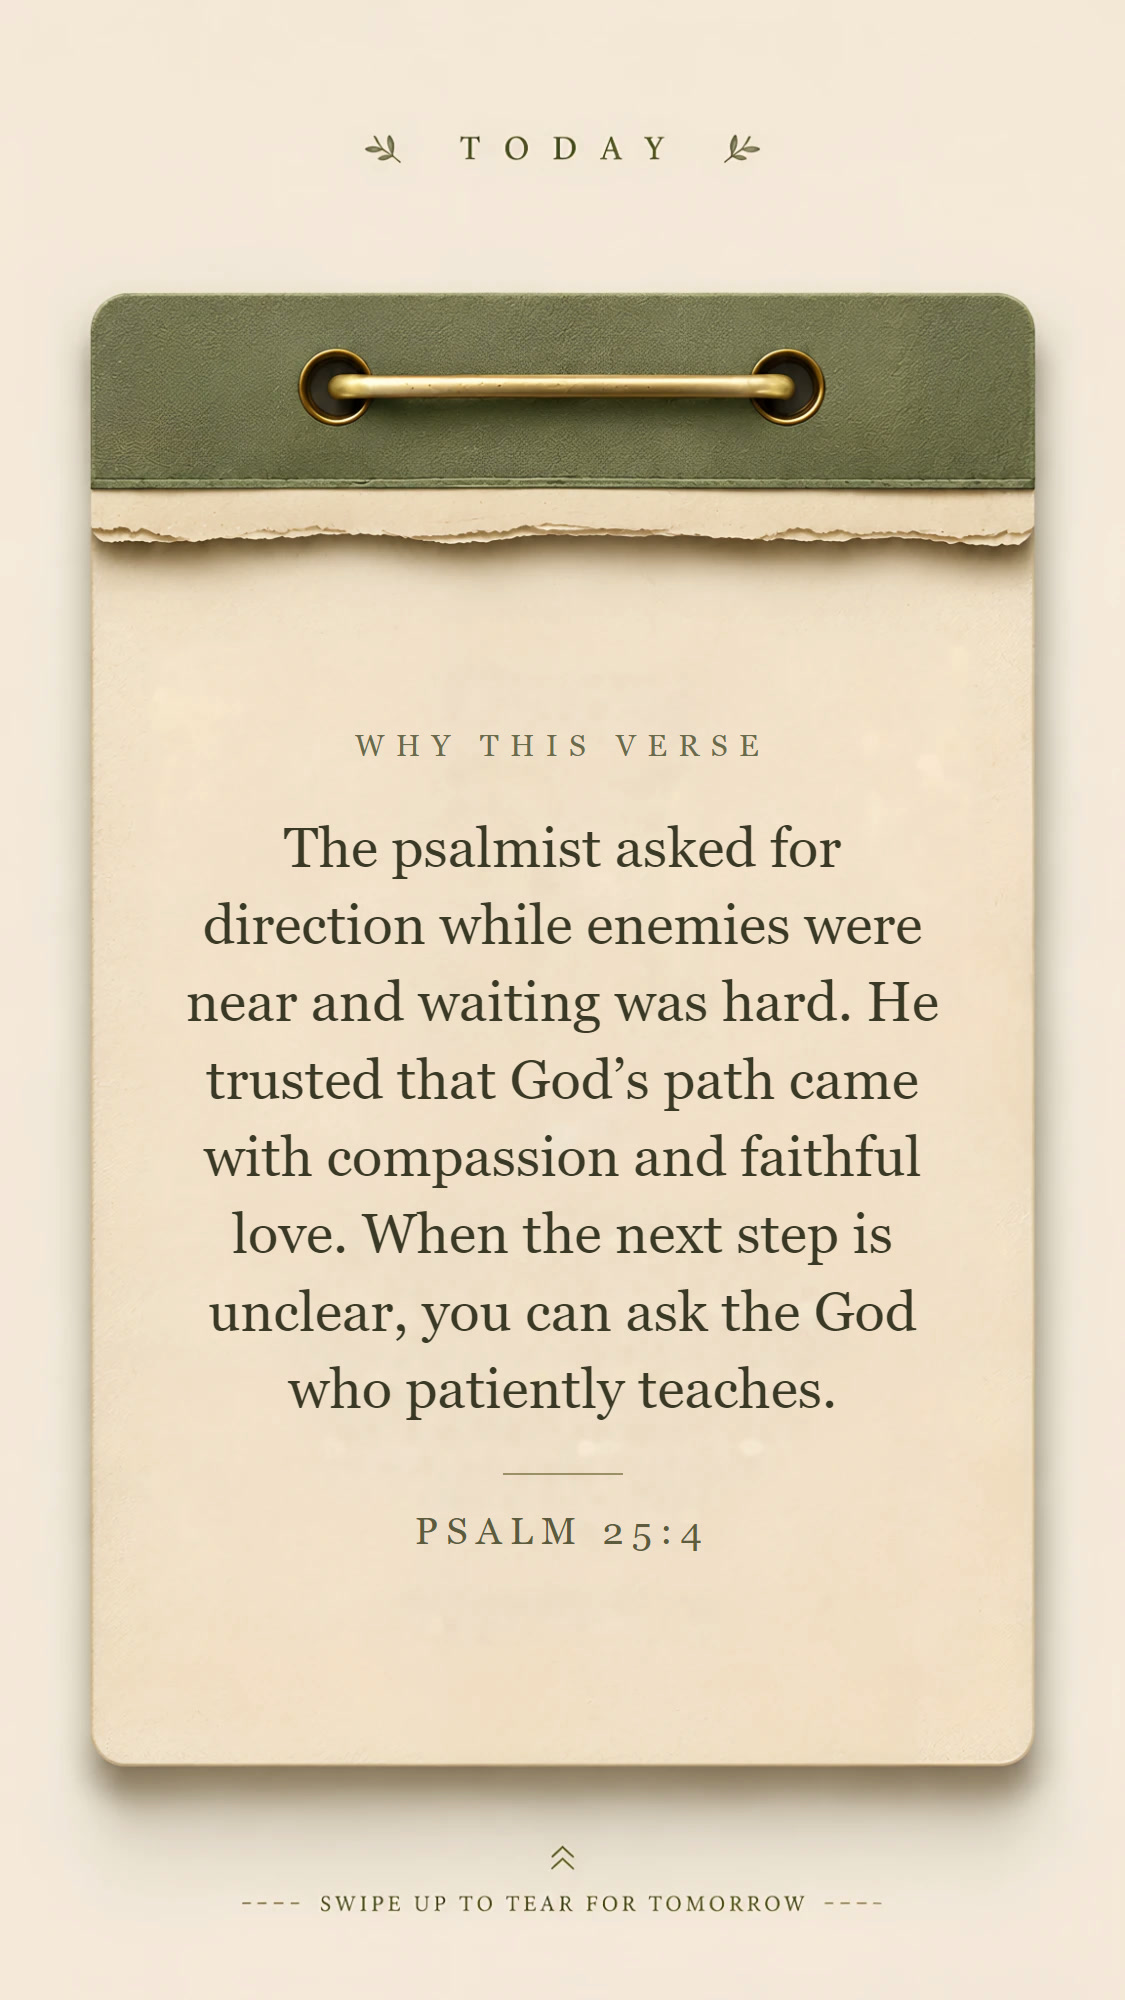 TODAY
WHY THIS VERSE
The psalmist asked for
direction while enemies were
near and waiting was hard. He
trusted that God’s path came
with compassion and faithful
love. When the next step is
unclear, you can ask the God
who patiently teaches.
PSALM 25:4
SWIPE UP TO TEAR FOR TOMORROW